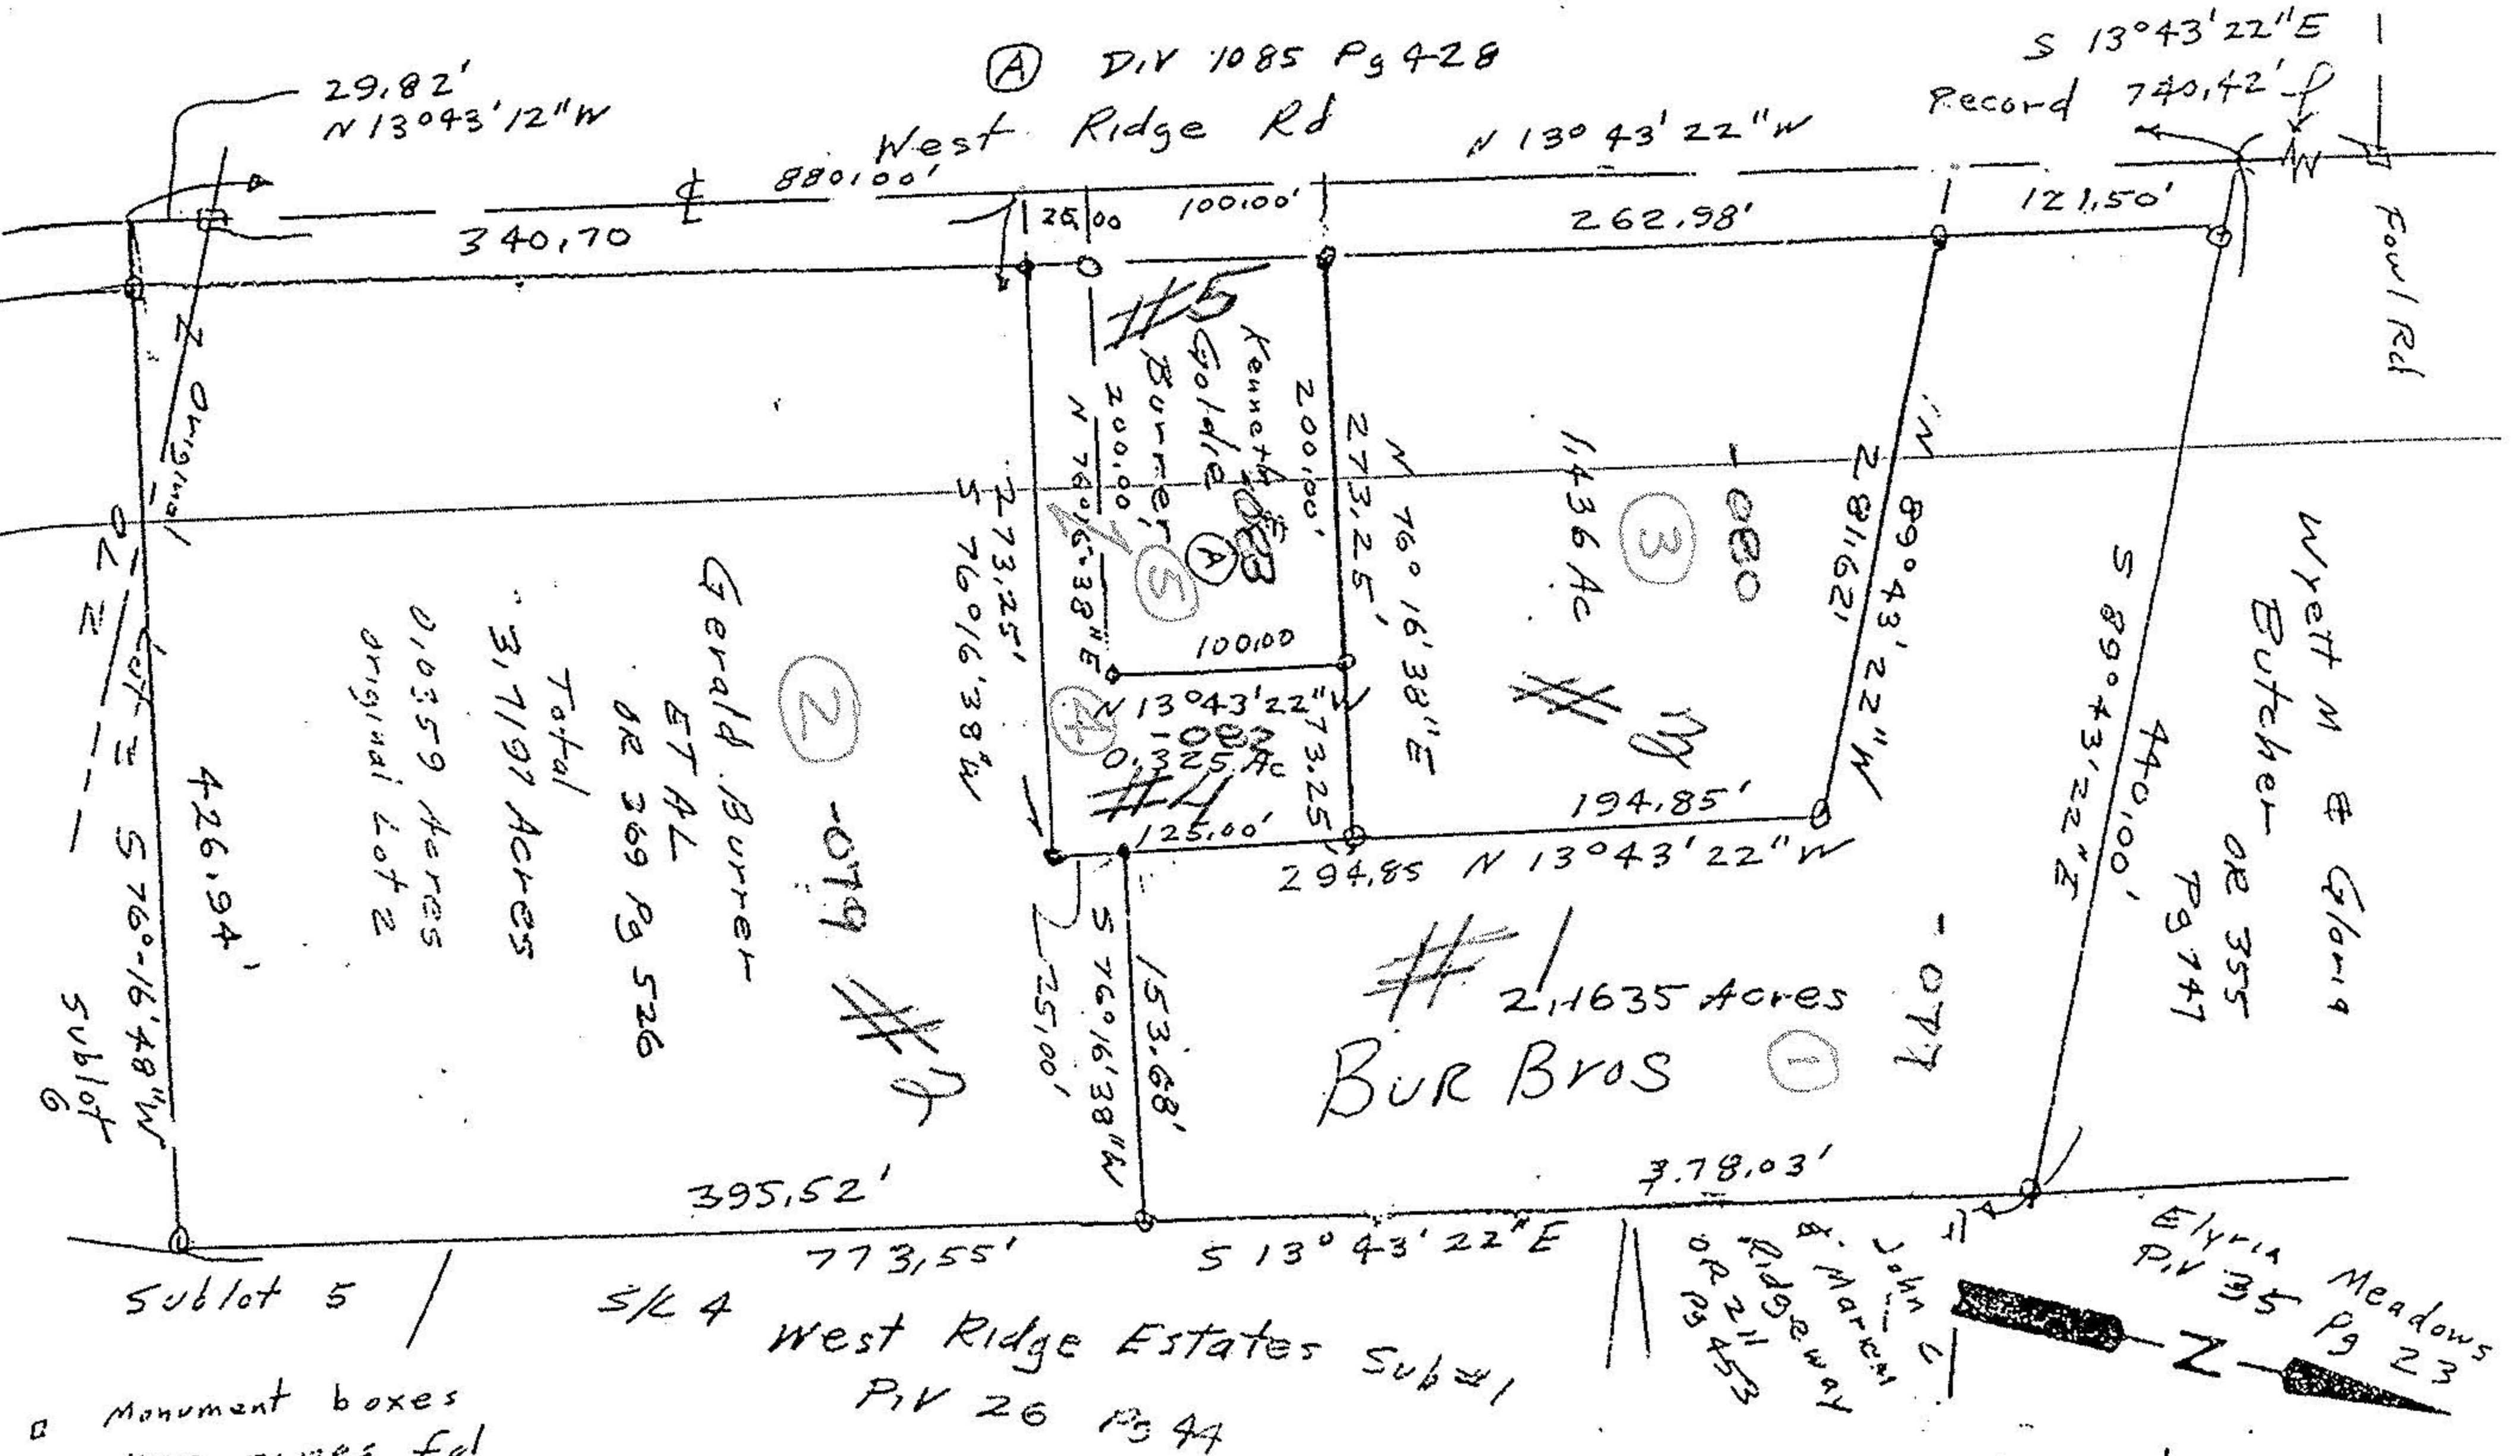 29.82'
N 13°43'12"W
Ⓐ D.V 1085 Pg 428
West Ridge Rd
S 13°43'22"E
Record 740.42'
N 13°43'22"W
880.00'
℄
340.70
25.00
100.00'
262.98'
121.50'
Fowl Rd
#5
Kenneth &
Goldie
Burrer
Ⓐ
⑤
200.00'
200.00
N 76°16'38"E
273.25'
N 76°16'38"E
273.25'
S 76°16'38"W
100.00
N 13°43'22"W
④
0.325 Ac
#4
73.25'
125.00'
-080
③
1.436 Ac
#3
N 89°43'22"W
281.62'
194.85'
294.85 N 13°43'22"W
S 89°43'22"E
440.00'
Wrett M & Gloria
Butcher OR 355
Pg 747
Original
426.94'
S 76°-16'48"W
Sublot
6
Gerald Burrer
ET AL
OR 369 Pg 526
Total
3.7197 Acres
0.0359 Acres
original Lot 2
②
-079
#2
25.00'
S 76°16'38"W
153.68'
#1
2.1635 Acres
Bur Bros
①
-077
395.52'
378.03'
773.55'
S 13°43'22"E
Sublot 5
S/L 4
West Ridge Estates Sub#1
P.V 26 Pg 44
John C
& Marian
Ridgeway
OR 211
Pg 453
Elyria Meadows
P.V 35 Pg 23
Z
□ Monument boxes